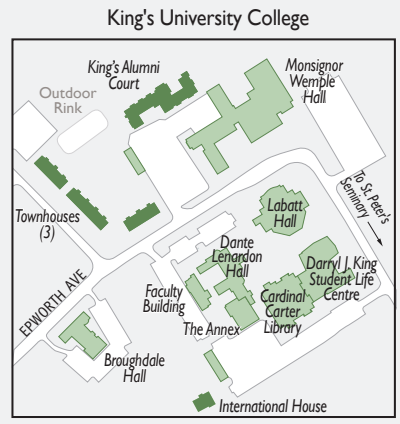 King's University College
King's Alumni
Court
Monsignor
Wemple
Hall
Outdoor
Rink
To St. Peter's
Seminary
Townhouses
(3)
Labatt
Hall
Dante
Lenardon
Hall
Darryl J. King
Student Life
Centre
EPWORTH AVE
Faculty
Building
Cardinal
Carter
Library
The Annex
Broughdale
Hall
International House